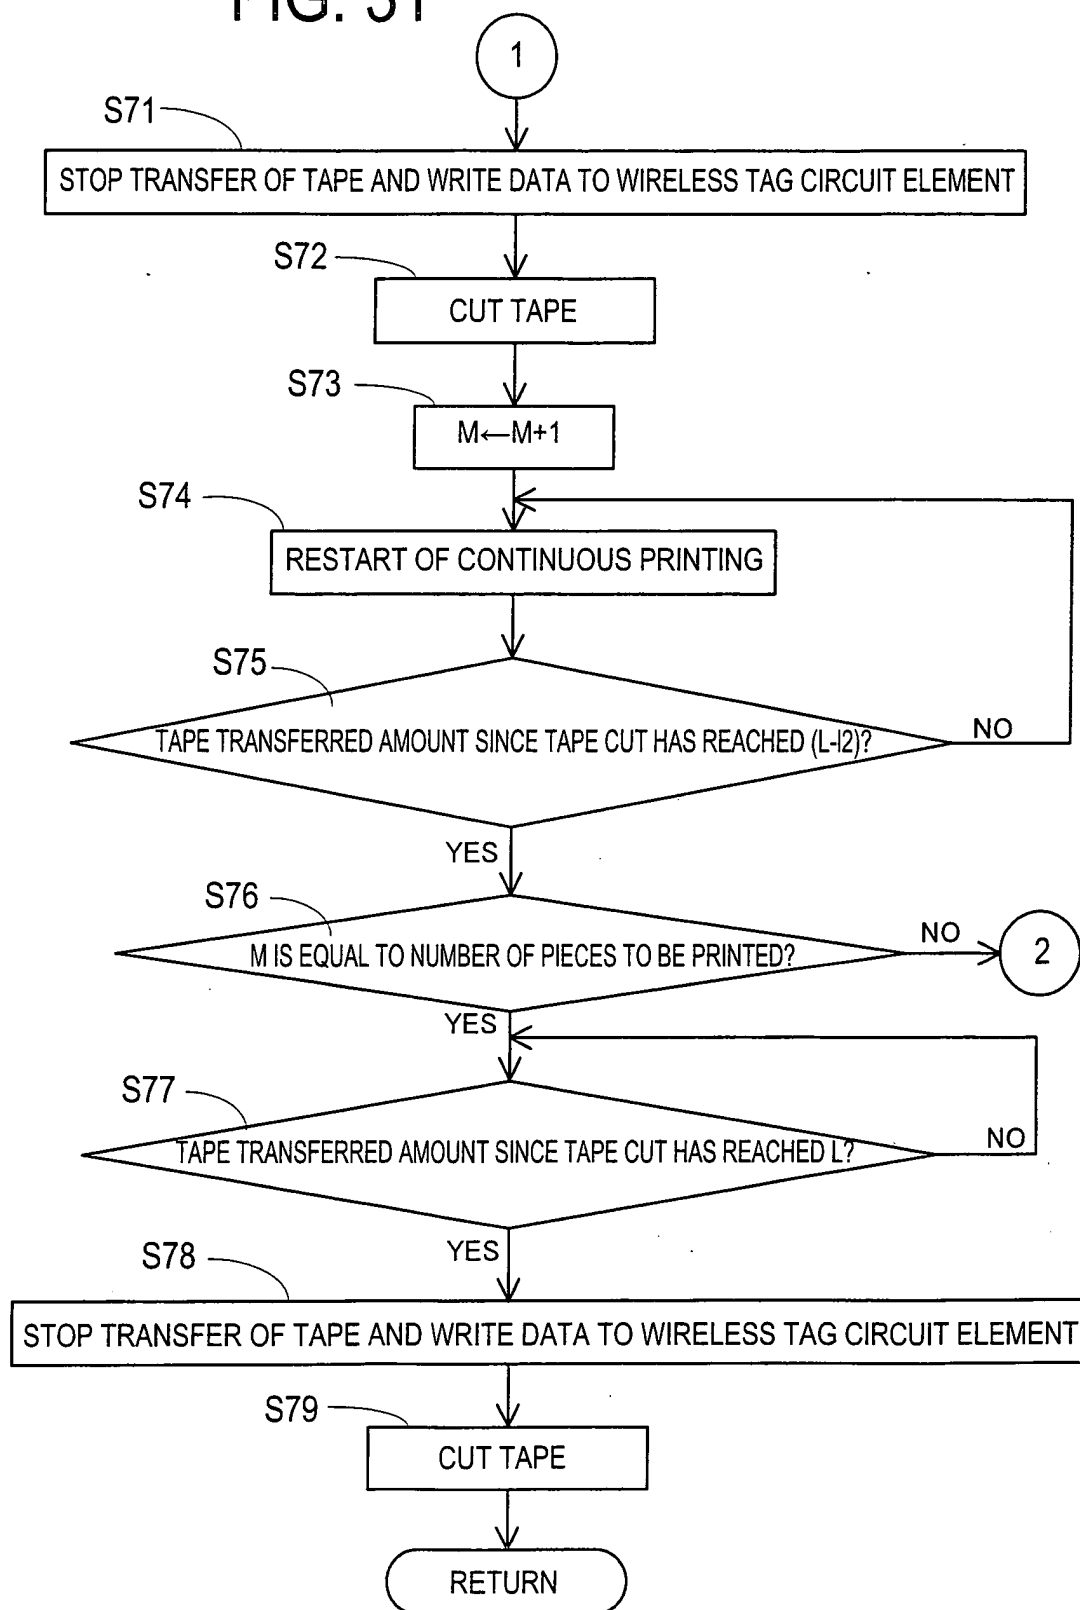 FIG. 31
1
S71
STOP TRANSFER OF TAPE AND WRITE DATA TO WIRELESS TAG CIRCUIT ELEMENT
S72
CUT TAPE
S73
M←M+1
S74
RESTART OF CONTINUOUS PRINTING
S75
TAPE TRANSFERRED AMOUNT SINCE TAPE CUT HAS REACHED (L-l2)?
NO
YES
S76
M IS EQUAL TO NUMBER OF PIECES TO BE PRINTED?
NO
2
YES
S77
TAPE TRANSFERRED AMOUNT SINCE TAPE CUT HAS REACHED L?
NO
YES
S78
STOP TRANSFER OF TAPE AND WRITE DATA TO WIRELESS TAG CIRCUIT ELEMENT
S79
CUT TAPE
RETURN